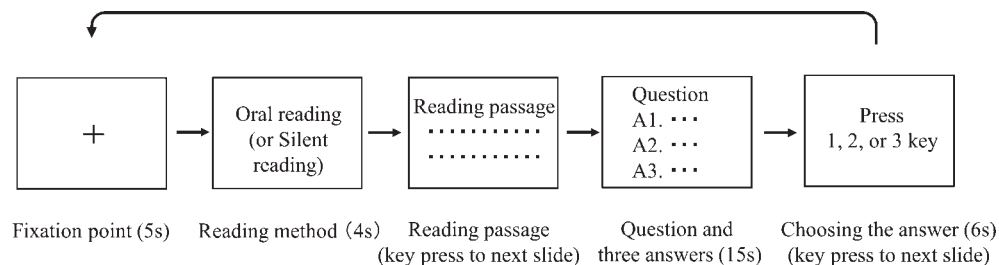 +
Oral reading
(or Silent
reading)
Reading passage
............
............
Question
A1. ...
A2. ...
A3. ...
Press
1, 2, or 3 key
Fixation point (5s)
Reading method (4s)
Reading passage
(key press to next slide)
Question and
three answers (15s)
Choosing the answer (6s)
(key press to next slide)